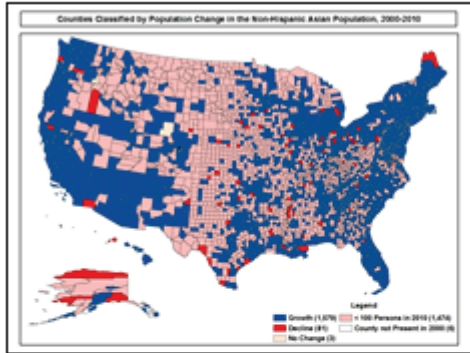 Counties Classified by Population Change in the Non-Hispanic Asian Population, 2000-2010
Legend
Growth (1,579)
< 100 Persons in 2010 (1,474)
Decline (81)
County not Present in 2000 (6)
No Change (3)